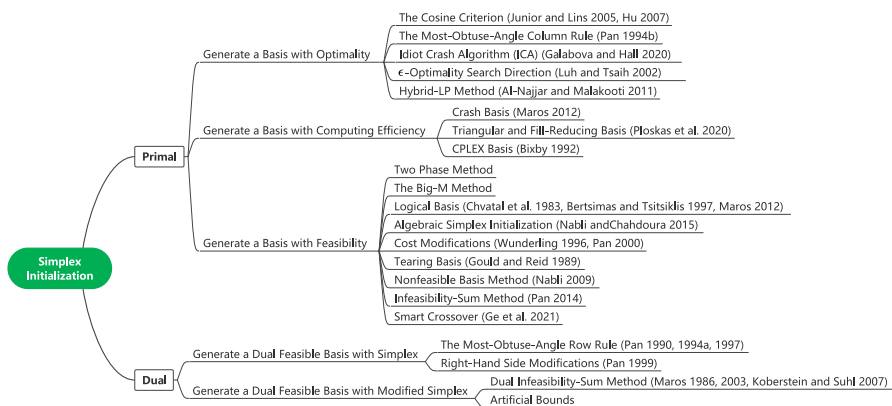 The Cosine Criterion (Junior and Lins 2005, Hu 2007)
The Most-Obtuse-Angle Column Rule (Pan 1994b)
Generate a Basis with Optimality
Idiot Crash Algorithm (ICA) (Galabova and Hall 2020)
ϵ-Optimality Search Direction (Luh and Tsaih 2002)
Hybrid-LP Method (Al-Najjar and Malakooti 2011)
Crash Basis (Maros 2012)
Generate a Basis with Computing Efficiency
Triangular and Fill-Reducing Basis (Ploskas et al. 2020)
CPLEX Basis (Bixby 1992)
Primal
Two Phase Method
The Big-M Method
Logical Basis (Chvatal et al. 1983, Bertsimas and Tsitsiklis 1997, Maros 2012)
Algebraic Simplex Initialization (Nabli andChahdoura 2015)
Generate a Basis with Feasibility
Cost Modifications (Wunderling 1996, Pan 2000)
Tearing Basis (Gould and Reid 1989)
Nonfeasible Basis Method (Nabli 2009)
Infeasibility-Sum Method (Pan 2014)
Smart Crossover (Ge et al. 2021)
Simplex
Initialization
The Most-Obtuse-Angle Row Rule (Pan 1990, 1994a, 1997)
Generate a Dual Feasible Basis with Simplex
Right-Hand Side Modifications (Pan 1999)
Dual
Dual Infeasibility-Sum Method (Maros 1986, 2003, Koberstein and Suhl 2007)
Generate a Dual Feasible Basis with Modified Simplex
Artificial Bounds